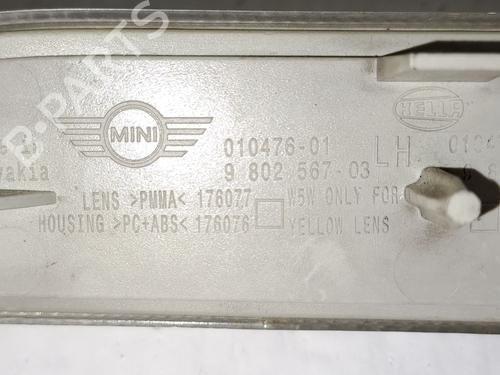 B-PARTS
MINI
HELLA
010476-01 LH
vakia 9 802 567-03
LENS >PMMA< 176077 W5W ONLY FOR
HOUSING >PC+ABS< 176076 YELLOW LENS